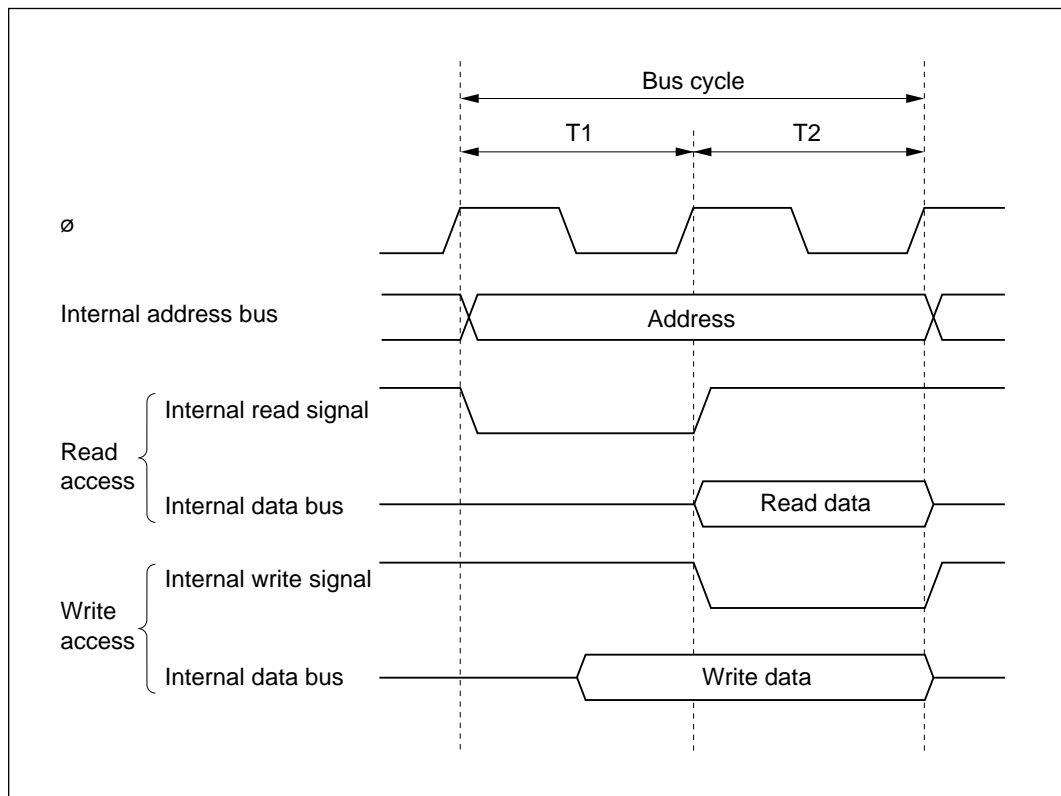 Bus cycle
T1
T2
ø
Internal address bus
Address
Read
access
Internal read signal
Internal data bus
Read data
Write
access
Internal write signal
Internal data bus
Write data